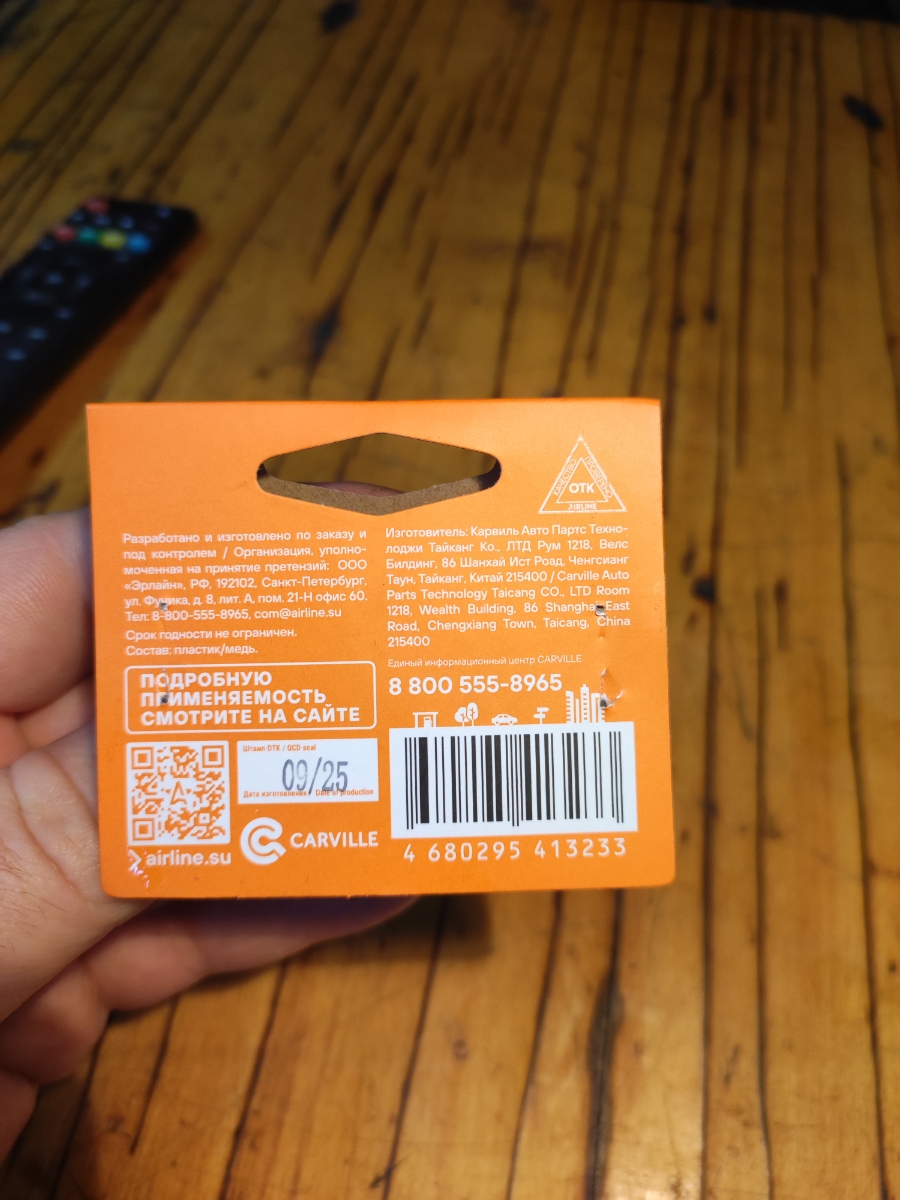 КАЧЕСТВО
ПРОВЕРЕНО
ОТК
AIRLINE
Разработано и изготовлено по заказу и
под контролем / Организация, уполно-
моченная на принятие претензий: ООО
«Эрлайн», РФ, 192102, Санкт-Петербург,
ул. Фучика, д. 8, лит. А, пом. 21-Н офис 60.
Тел: 8-800-555-8965, com@airline.su
Срок годности не ограничен.
Состав: пластик/медь.
ПОДРОБНУЮ
ПРИМЕНЯЕМОСТЬ
СМОТРИТЕ НА САЙТЕ
Штамп ОТК / QCD seal
09/25
Дата изготовления / Date of production
airline.su
CARVILLE
Изготовитель: Карвиль Авто Партс Техно-
лоджи Тайканг Ко., ЛТД Рум 1218, Велс
Билдинг, 86 Шанхай Ист Роад, Ченгсианг
Таун, Тайканг, Китай 215400 / Carville Auto
Parts Technology Taicang CO., LTD Room
1218, Wealth Building, 86 Shanghai East
Road, Chengxiang Town, Taicang, China
215400
Единый информационный центр CARVILLE
8 800 555-8965
4 680295 413233